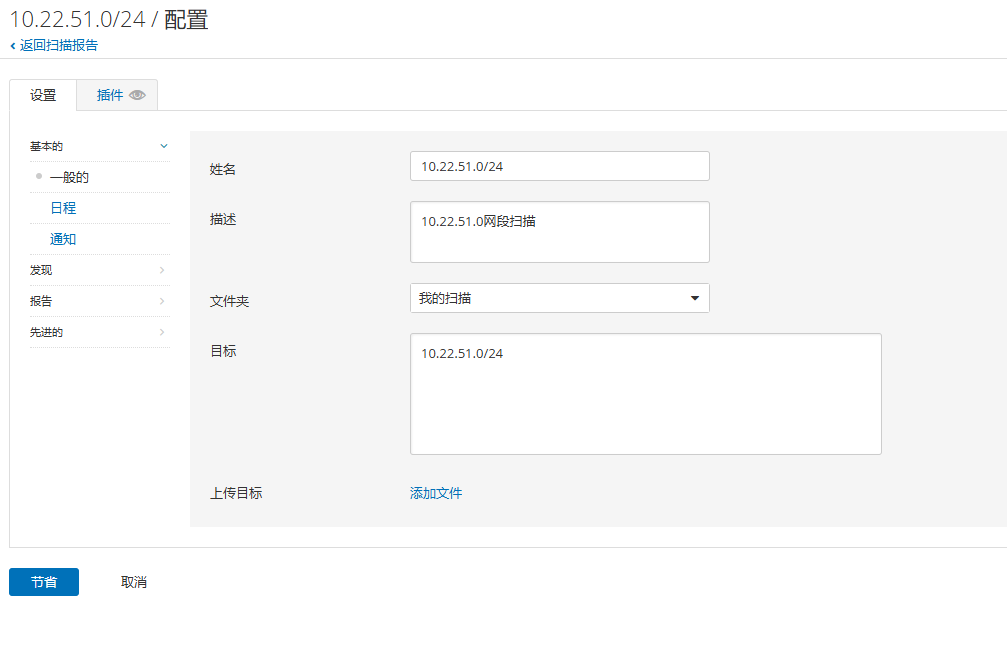 10.22.51.0/24 / 配置
返回扫描报告
设置
插件
基本的
一般的
日程
通知
发现
报告
先进的
姓名
10.22.51.0/24
描述
10.22.51.0网段扫描
文件夹
我的扫描
目标
10.22.51.0/24
上传目标
添加文件
节省
取消